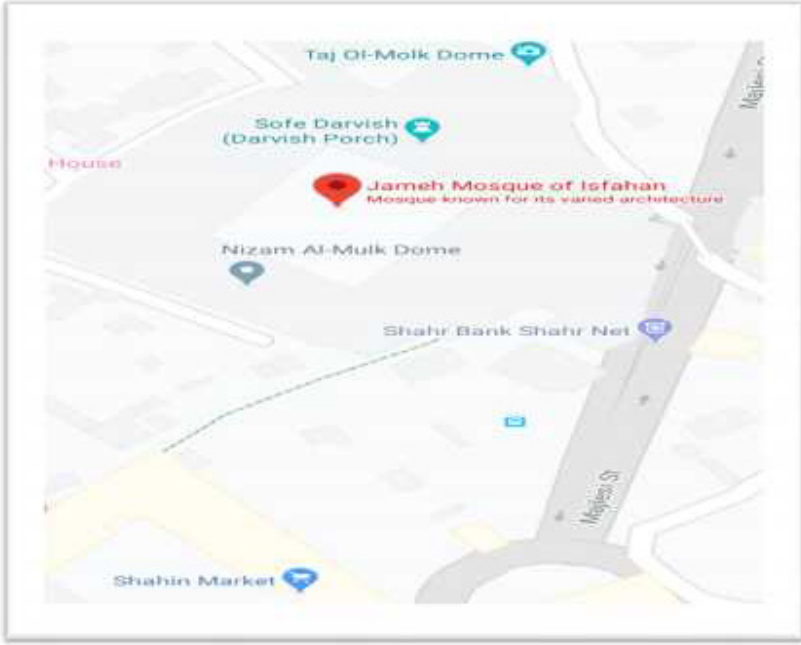 Taj Ol-Molk Dome
Sofe Darvish
(Darvish Porch)
House
Jameh Mosque of Isfahan
Mosque known for its varied architecture
Nizam Al-Mulk Dome
Shahr Bank Shahr Net
Majlesi St
Shahin Market